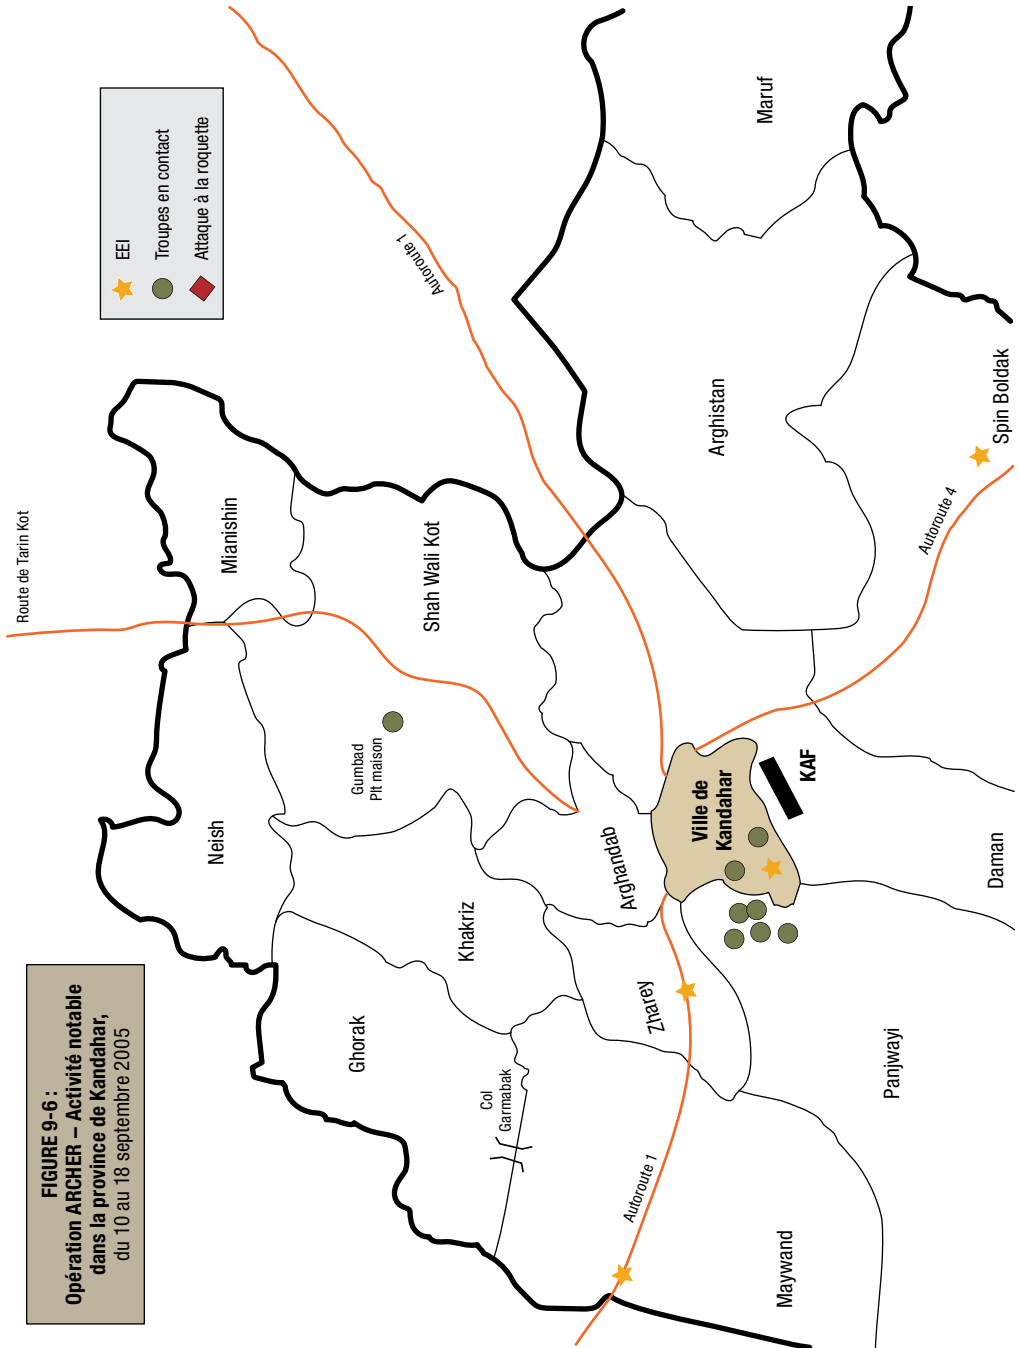 FIGURE 9-6 :
Opération ARCHER – Activité notable
dans la province de Kandahar,
du 10 au 18 septembre 2005
EEI
Troupes en contact
Attaque à la roquette
Route de Tarin Kot
Autoroute 1
Mianishin
Neish
Shah Wali Kot
Gumbad
Plt maison
Ghorak
Khakriz
Col
Garmabak
Arghandab
Zharey
Autoroute 1
Maywand
Panjwayi
Ville de
Kandahar
KAF
Daman
Arghistan
Maruf
Autoroute 4
Spin Boldak